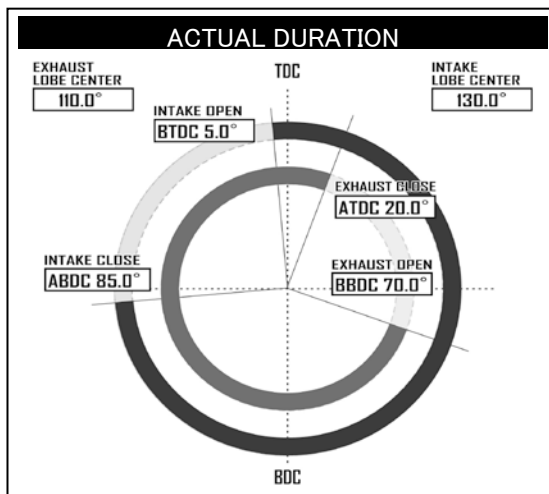 ACTUAL DURATION
EXHAUST
LOBE CENTER
110.0°
TDC
INTAKE
LOBE CENTER
130.0°
INTAKE OPEN
BTDC 5.0°
EXHAUST CLOSE
ATDC 20.0°
INTAKE CLOSE
ABDC 85.0°
EXHAUST OPEN
BBDC 70.0°
BDC